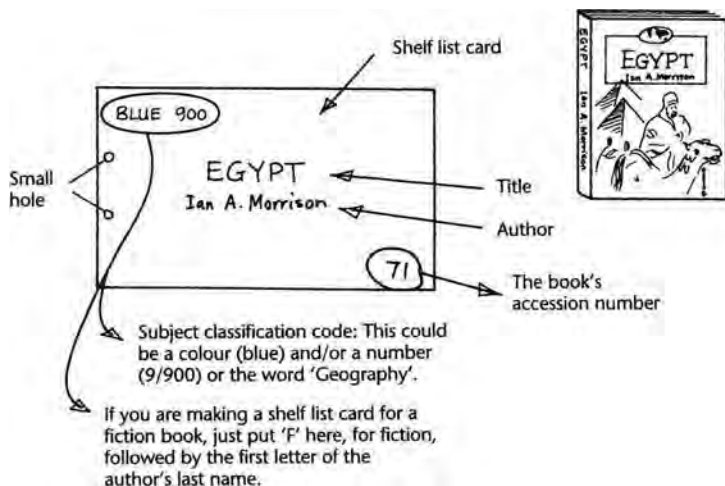 Shelf list card
BLUE 900
EGYPT
Ian A. Morrison
EGYPT Ian A. Morrison
EGYPT
Ian A. Morrison
Small
hole
Title
Author
71
The book's
accession number
Subject classification code: This could
be a colour (blue) and/or a number
(9/900) or the word 'Geography'.
If you are making a shelf list card for a
fiction book, just put 'F' here, for fiction,
followed by the first letter of the
author's last name.